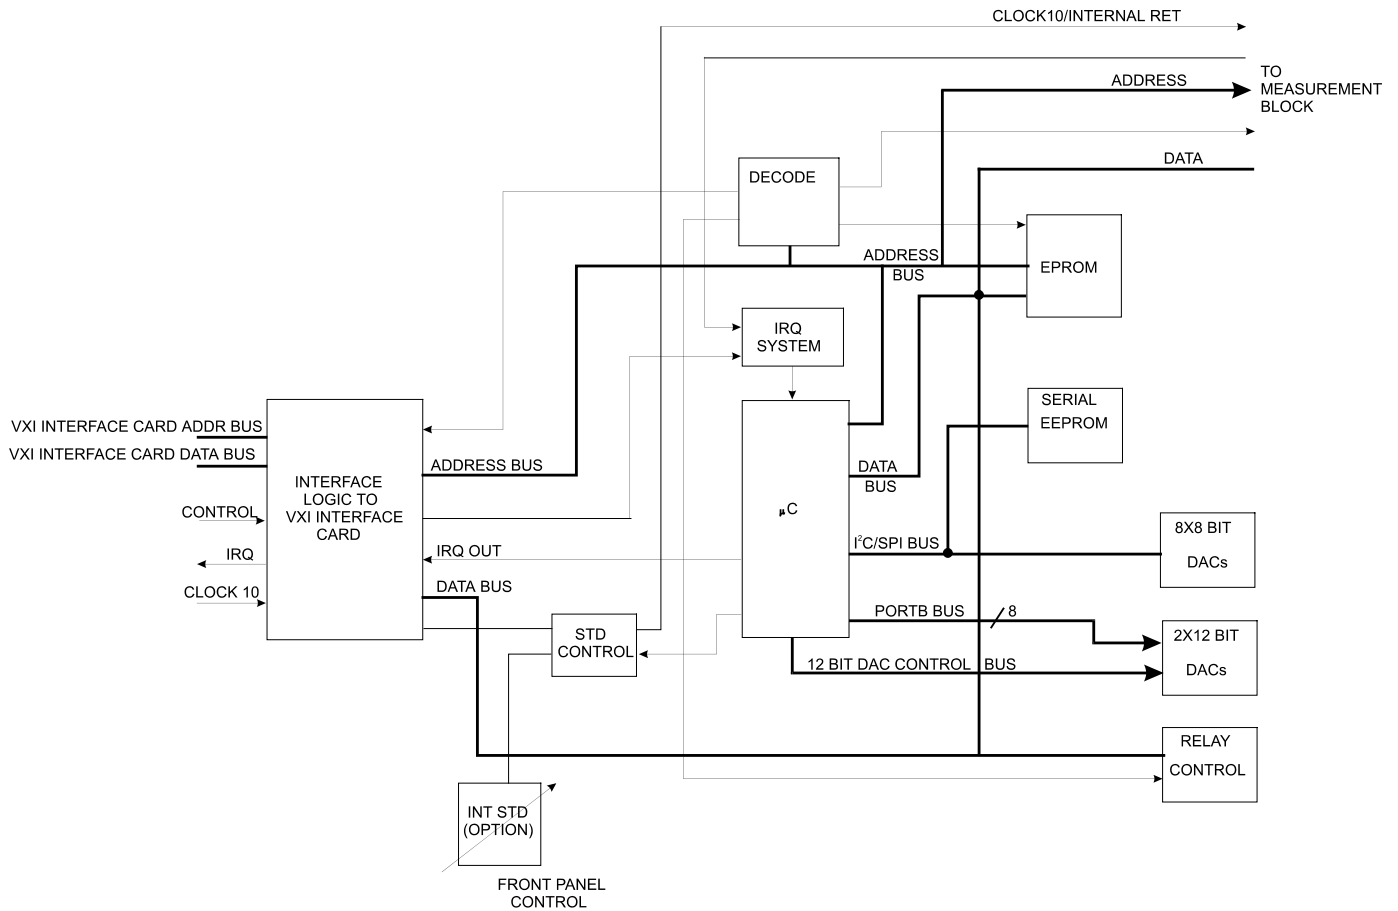 CLOCK10/INTERNAL RET
TO
MEASUREMENT
BLOCK
ADDRESS
DATA
DECODE
ADDRESS
BUS
EPROM
IRQ
SYSTEM
SERIAL
EEPROM
VXI INTERFACE CARD ADDR BUS
VXI INTERFACE CARD DATA BUS
CONTROL
IRQ
CLOCK 10
INTERFACE
LOGIC TO
VXI INTERFACE
CARD
ADDRESS BUS
IRQ OUT
DATA BUS
μC
DATA
BUS
I²C/SPI BUS
8X8 BIT
DACs
PORTB BUS
8
12 BIT DAC CONTROL BUS
2X12 BIT
DACs
STD
CONTROL
RELAY
CONTROL
INT STD
(OPTION)
FRONT PANEL
CONTROL